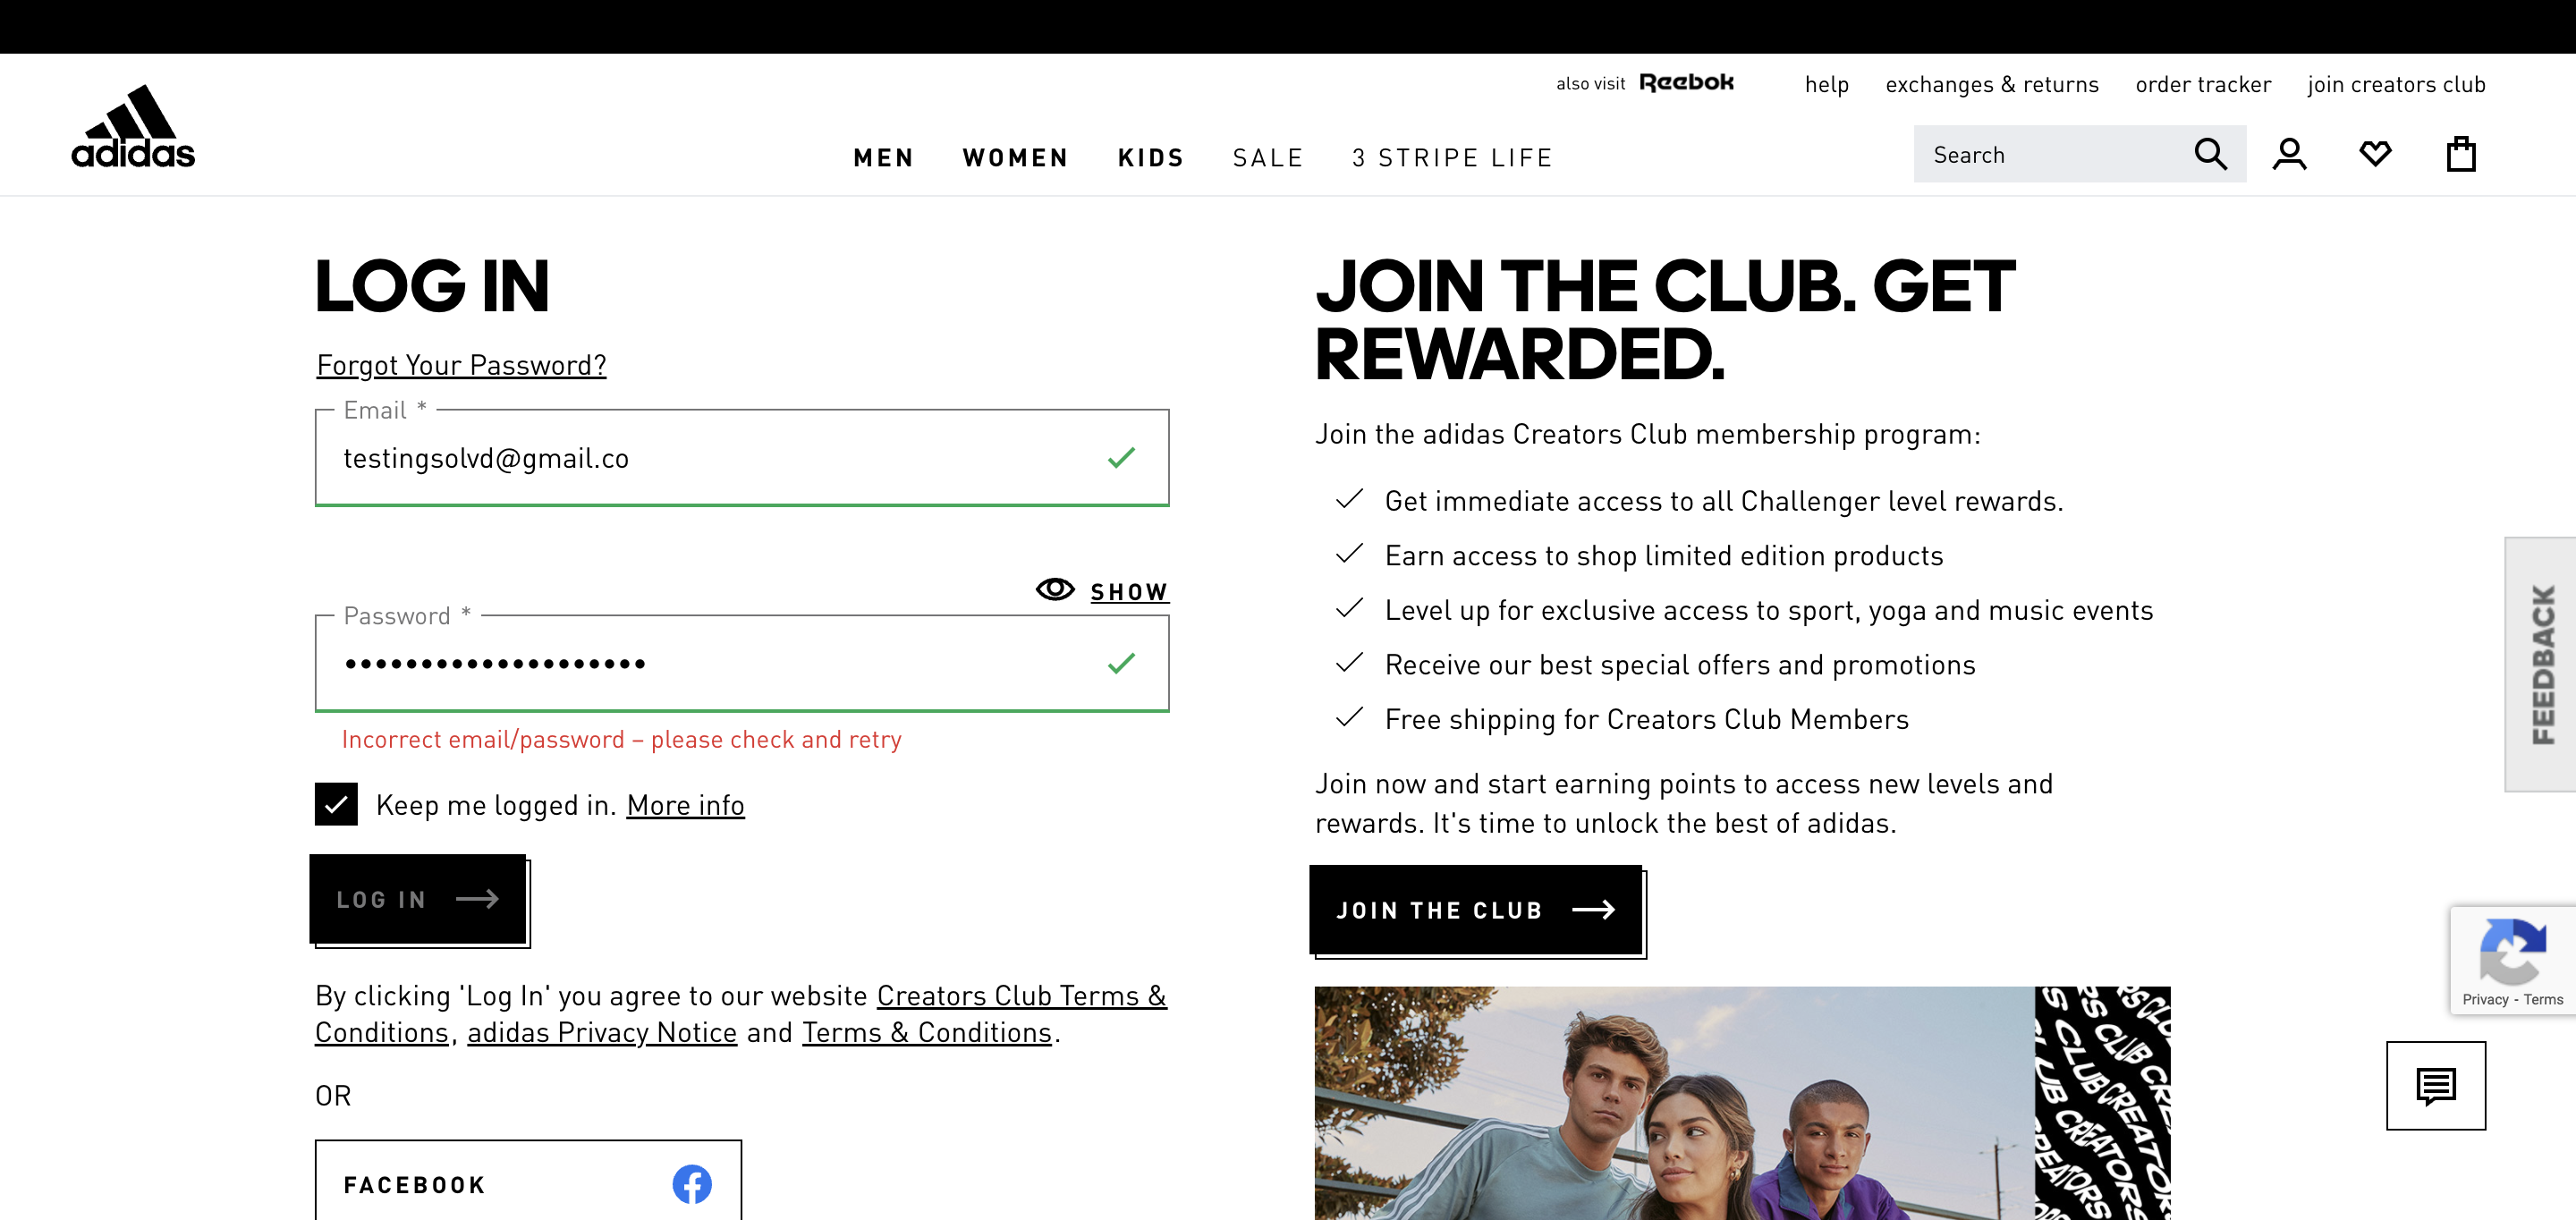 also visit Reebok help exchanges & returns order tracker join creators club
adidas
MEN WOMEN KIDS SALE 3 STRIPE LIFE
Search
LOG IN
Forgot Your Password?
Email *
testingsolvd@gmail.co
SHOW
Password *
Incorrect email/password – please check and retry
Keep me logged in. More info
LOG IN
By clicking 'Log In' you agree to our website Creators Club Terms &
Conditions, adidas Privacy Notice and Terms & Conditions.
OR
FACEBOOK
JOIN THE CLUB. GET
REWARDED.
Join the adidas Creators Club membership program:
Get immediate access to all Challenger level rewards.
Earn access to shop limited edition products
Level up for exclusive access to sport, yoga and music events
Receive our best special offers and promotions
Free shipping for Creators Club Members
Join now and start earning points to access new levels and
rewards. It's time to unlock the best of adidas.
JOIN THE CLUB
FEEDBACK
Privacy - Terms